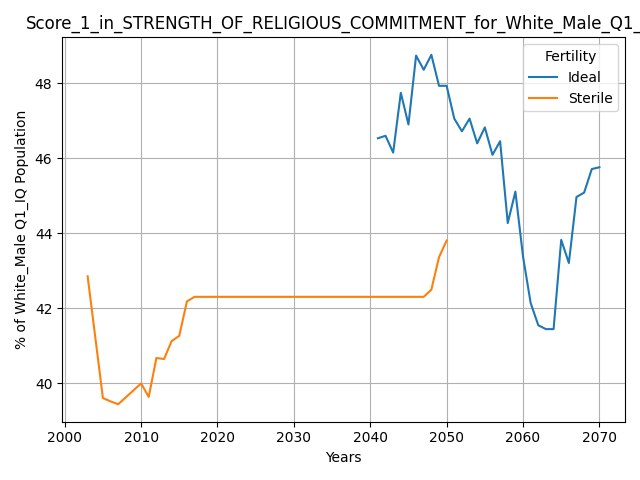 Score_1_in_STRENGTH_OF_RELIGIOUS_COMMITMENT_for_White_Male_Q1_
Fertility
Ideal
Sterile
% of White_Male Q1_IQ Population
48
46
44
42
40
2000 2010 2020 2030 2040 2050 2060 2070
Years